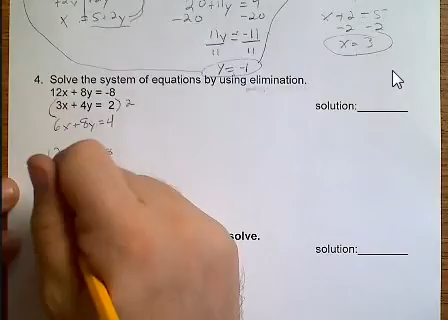 x = 5+2y
20+11y = 9
-20 -20
11y = -11
11 11
y = -1
x+2=5
-2 -2
x = 3
4. Solve the system of equations by using elimination.
12x + 8y = -8
(3x + 4y = 2) 2
solution:
6x+8y=4
solve.
solution: